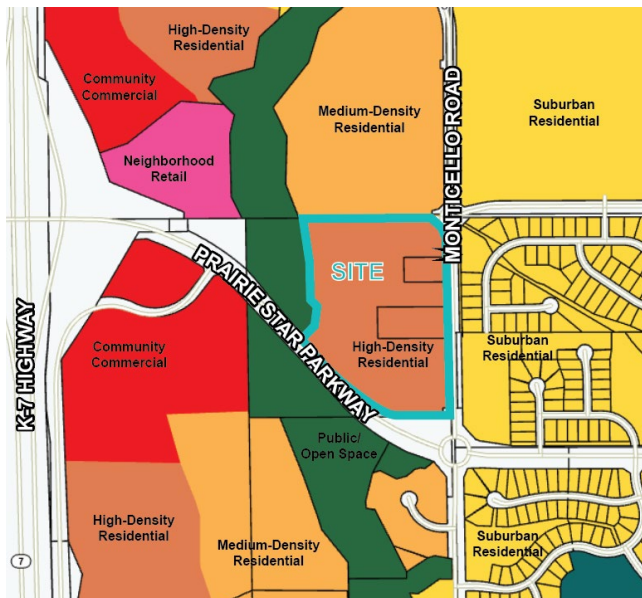 High-Density
Residential
Community
Commercial
Medium-Density
Residential
MONTICELLO ROAD
Suburban
Residential
Neighborhood
Retail
PRAIRIE STAR PARKWAY
SITE
K-7 HIGHWAY
Community
Commercial
High-Density
Residential
Suburban
Residential
Public/
Open Space
High-Density
Residential
Medium-Density
Residential
Suburban
Residential
7